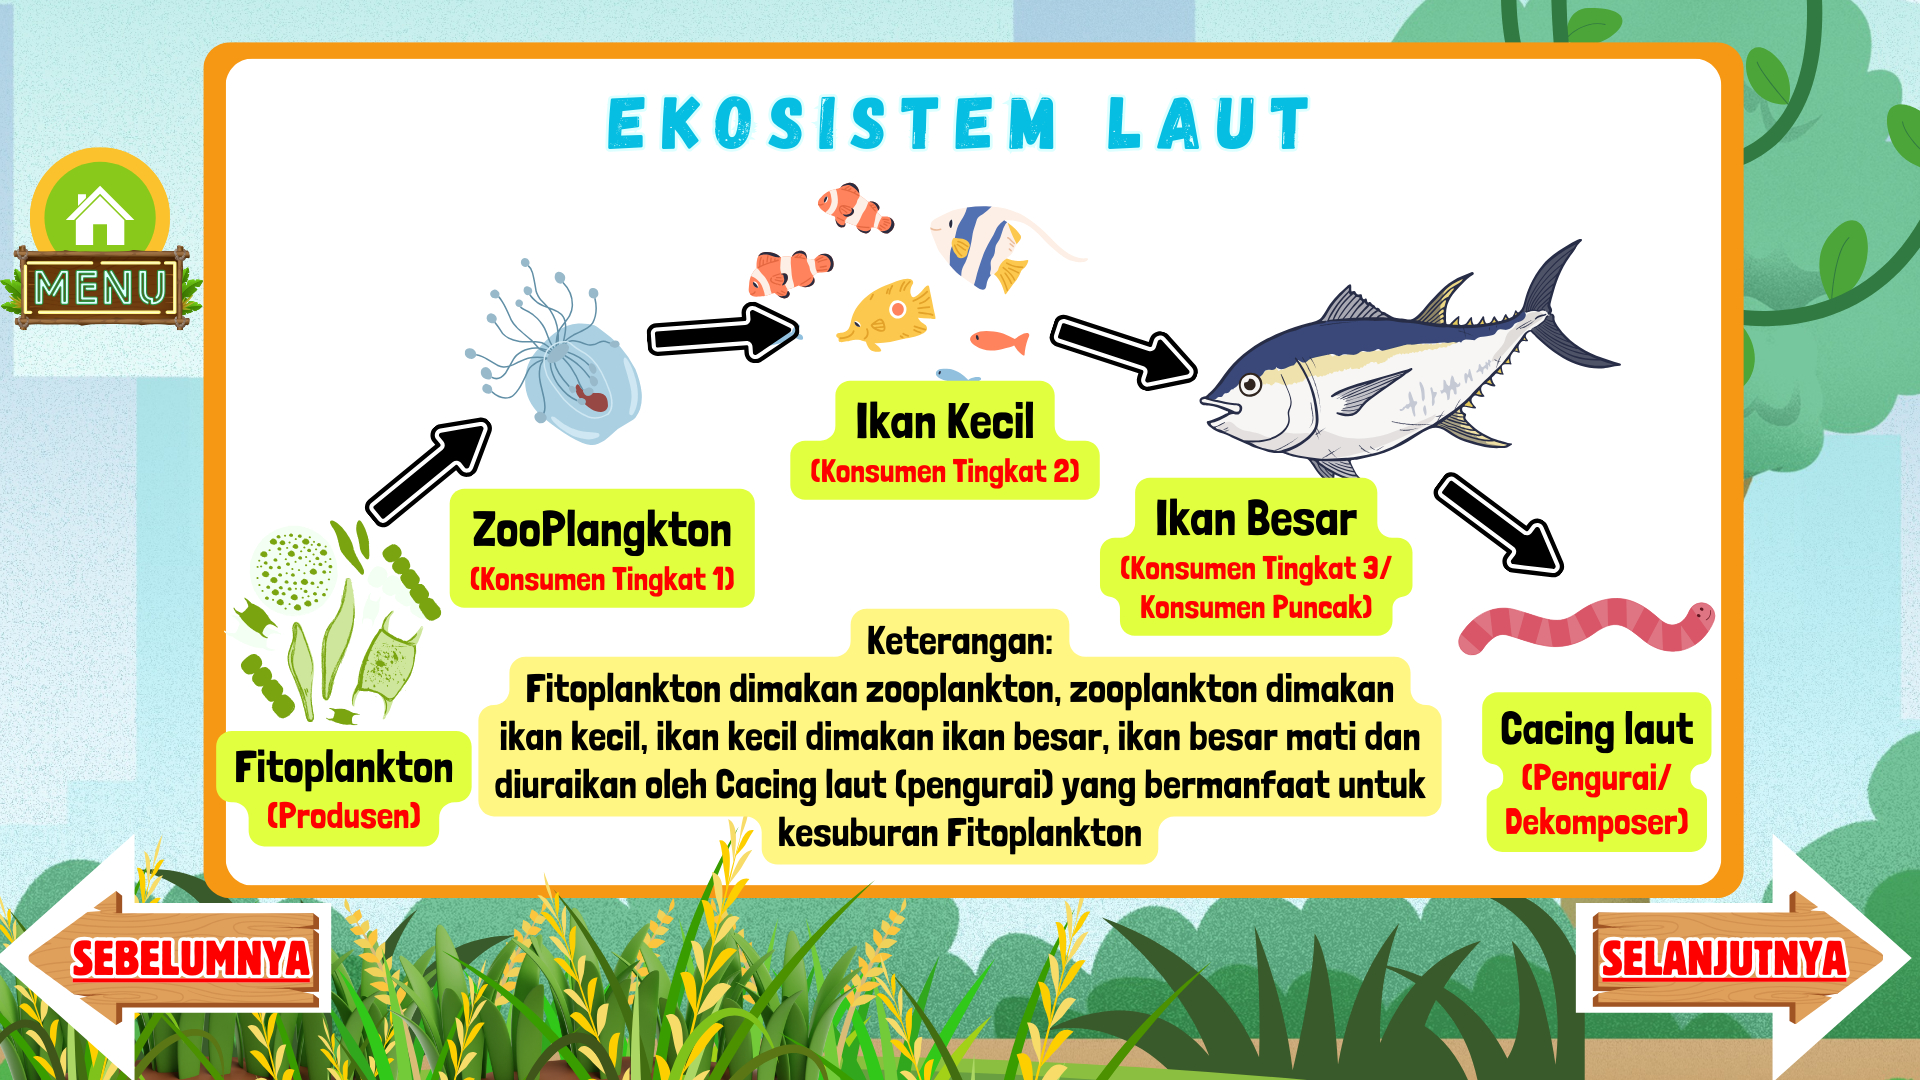 EKOSISTEM LAUT
MENU
Ikan Kecil
(Konsumen Tingkat 2)
ZooPlangkton
(Konsumen Tingkat 1)
Ikan Besar
(Konsumen Tingkat 3/
Konsumen Puncak)
Fitoplankton
(Produsen)
Keterangan:
Fitoplankton dimakan zooplankton, zooplankton dimakan
ikan kecil, ikan kecil dimakan ikan besar, ikan besar mati dan
diuraikan oleh Cacing laut (pengurai) yang bermanfaat untuk
kesuburan Fitoplankton
Cacing laut
(Pengurai/
Dekomposer)
SEBELUMNYA
SELANJUTNYA